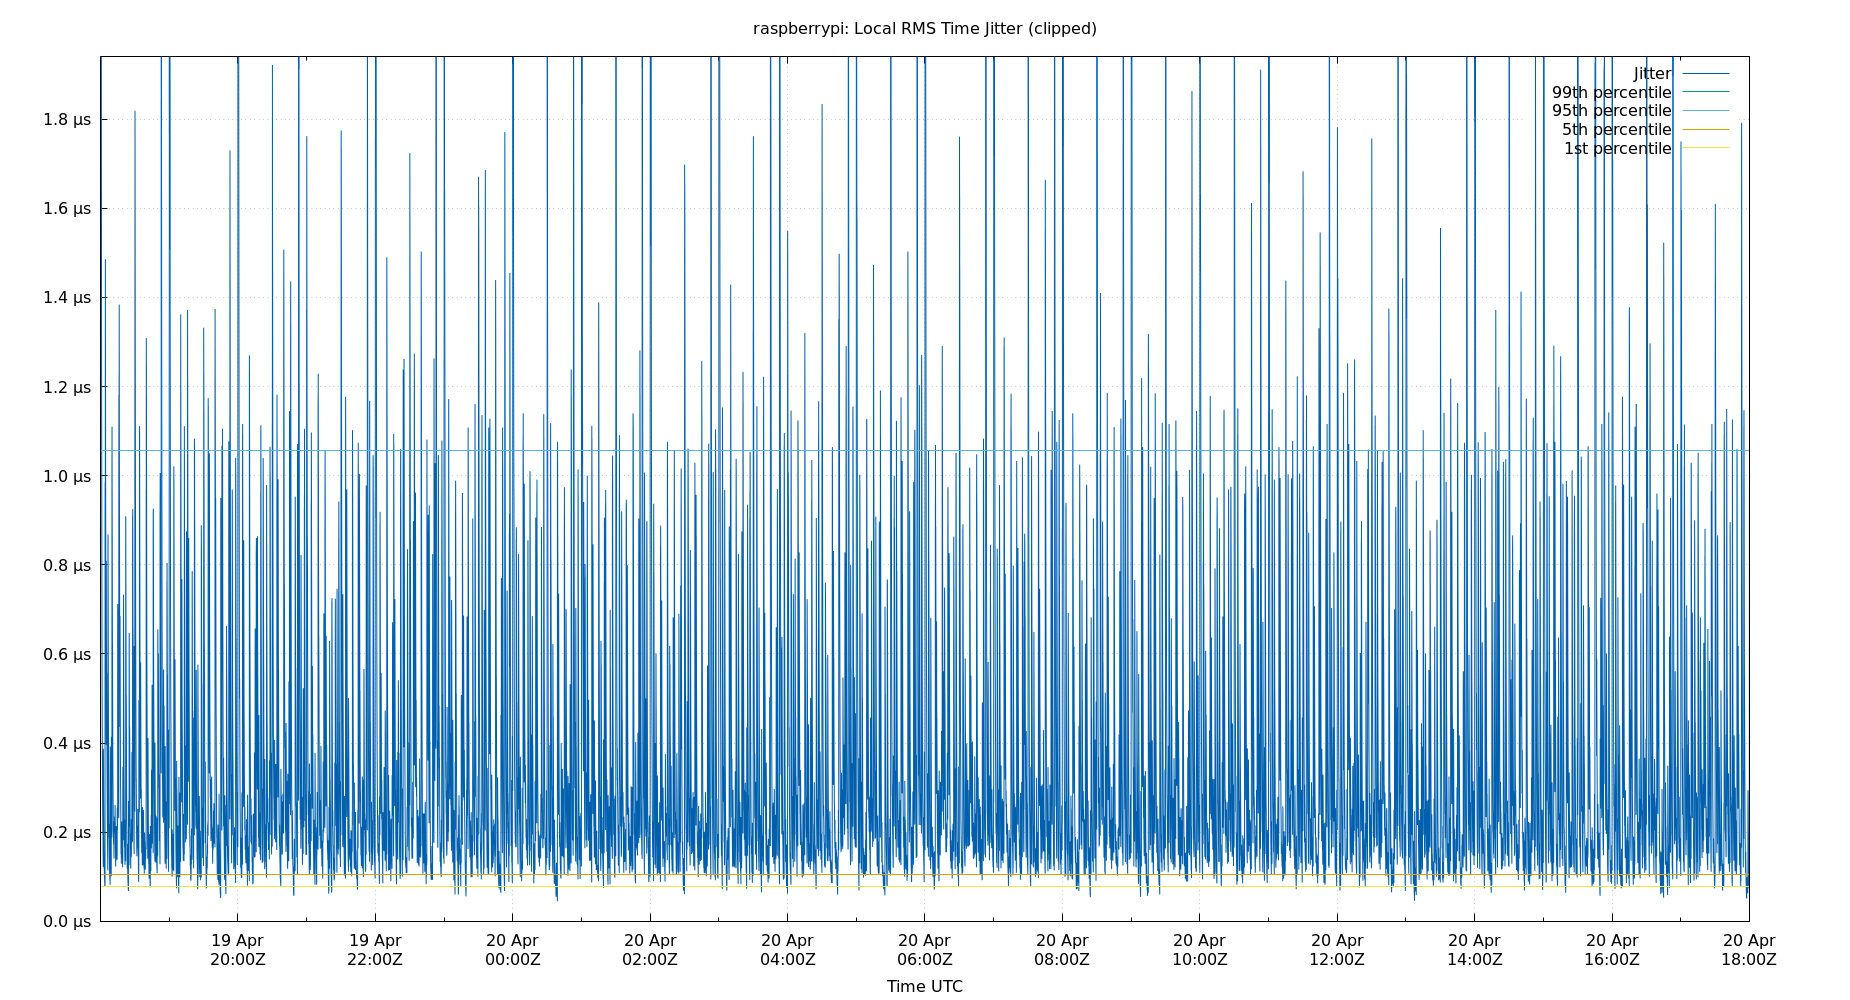 raspberrypi: Local RMS Time Jitter (clipped)
Jitter
99th percentile
95th percentile
5th percentile
1st percentile
1.8 µs
1.6 µs
1.4 µs
1.2 µs
1.0 µs
0.8 µs
0.6 µs
0.4 µs
0.2 µs
0.0 µs
19 Apr 19 Apr 20 Apr 20 Apr 20 Apr 20 Apr 20 Apr 20 Apr 20 Apr 20 Apr 20 Apr 20 Apr
20:00Z 22:00Z 00:00Z 02:00Z 04:00Z 06:00Z 08:00Z 10:00Z 12:00Z 14:00Z 16:00Z 18:00Z
Time UTC